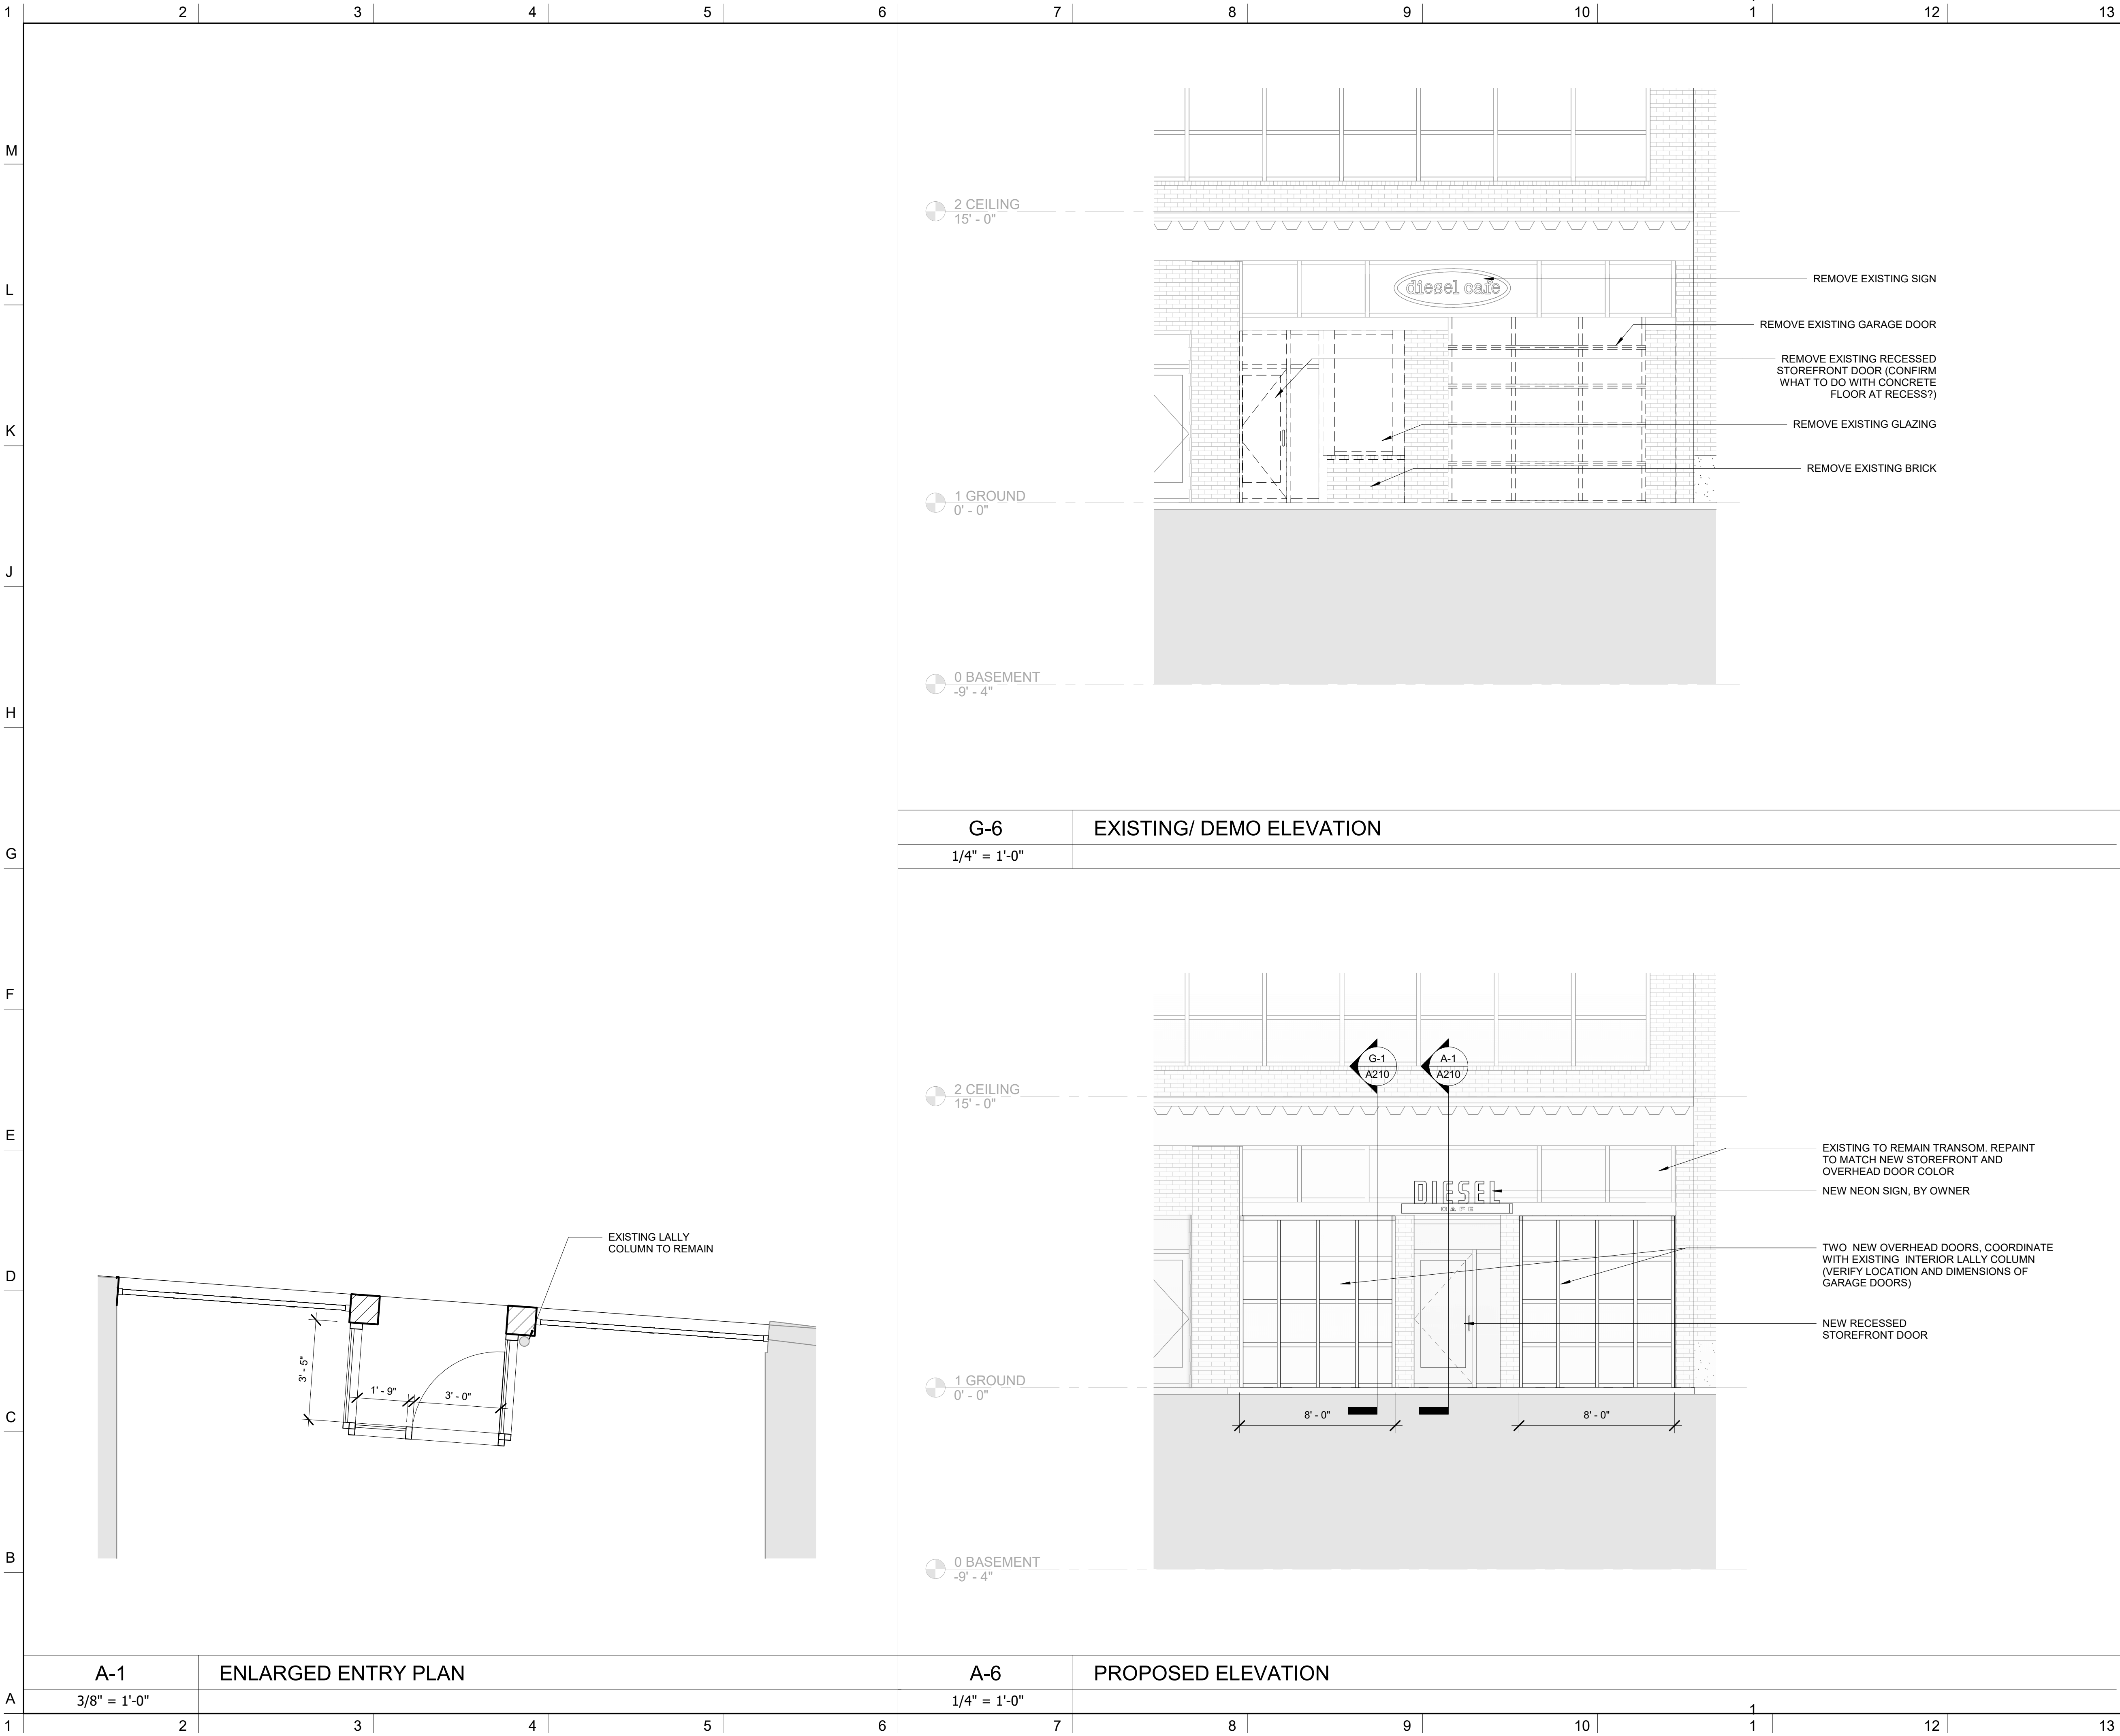 1 2 3 4 5 6 7 8 9 10 1 12 13
M
L
K
J
H
G
F
E
D
C
B
A
2 CEILING
15' - 0"
diesel cafe
REMOVE EXISTING SIGN
REMOVE EXISTING GARAGE DOOR
REMOVE EXISTING RECESSED
STOREFRONT DOOR (CONFIRM
WHAT TO DO WITH CONCRETE
FLOOR AT RECESS?)
REMOVE EXISTING GLAZING
REMOVE EXISTING BRICK
1 GROUND
0' - 0"
0 BASEMENT
-9' - 4"
G-6 EXISTING/ DEMO ELEVATION
1/4" = 1'-0"
G-1
A210
A-1
A210
2 CEILING
15' - 0"
EXISTING TO REMAIN TRANSOM. REPAINT
TO MATCH NEW STOREFRONT AND
OVERHEAD DOOR COLOR
DIESEL
CAFE
NEW NEON SIGN, BY OWNER
TWO NEW OVERHEAD DOORS, COORDINATE
WITH EXISTING INTERIOR LALLY COLUMN
(VERIFY LOCATION AND DIMENSIONS OF
GARAGE DOORS)
NEW RECESSED
STOREFRONT DOOR
1 GROUND
0' - 0"
8' - 0"
8' - 0"
0 BASEMENT
-9' - 4"
EXISTING LALLY
COLUMN TO REMAIN
3' - 5"
1' - 9"
3' - 0"
A-1 ENLARGED ENTRY PLAN
3/8" = 1'-0"
A-6 PROPOSED ELEVATION
1/4" = 1'-0"
1
1 2 3 4 5 6 7 8 9 10 1 12 13